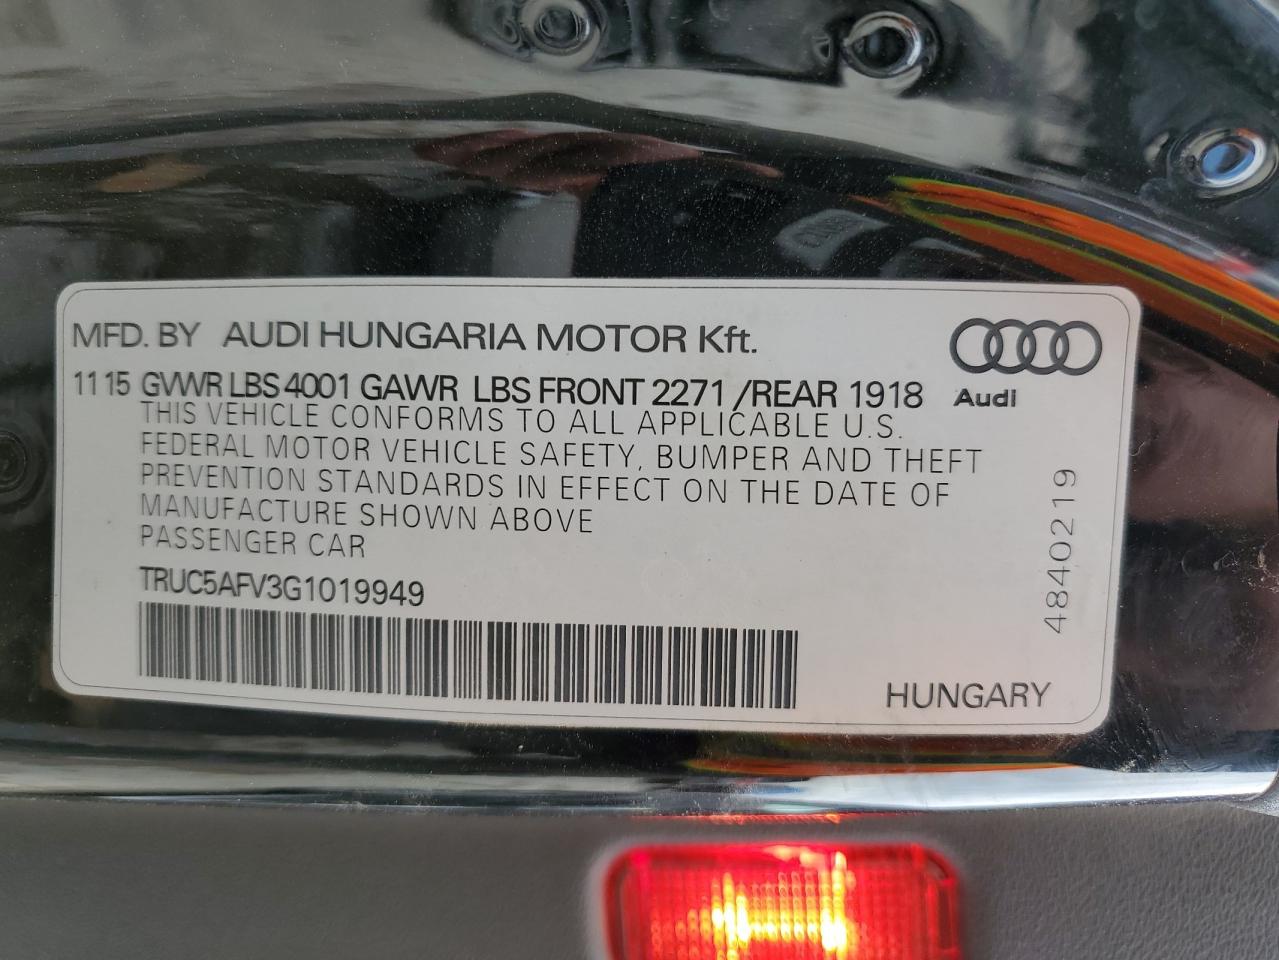 MFD. BY AUDI HUNGARIA MOTOR Kft.
11 15 GVWR LBS 4001 GAWR LBS FRONT 2271 /REAR 1918
Audi
THIS VEHICLE CONFORMS TO ALL APPLICABLE U.S.
FEDERAL MOTOR VEHICLE SAFETY, BUMPER AND THEFT
PREVENTION STANDARDS IN EFFECT ON THE DATE OF
MANUFACTURE SHOWN ABOVE
PASSENGER CAR
TRUC5AFV3G1019949
4840219
HUNGARY